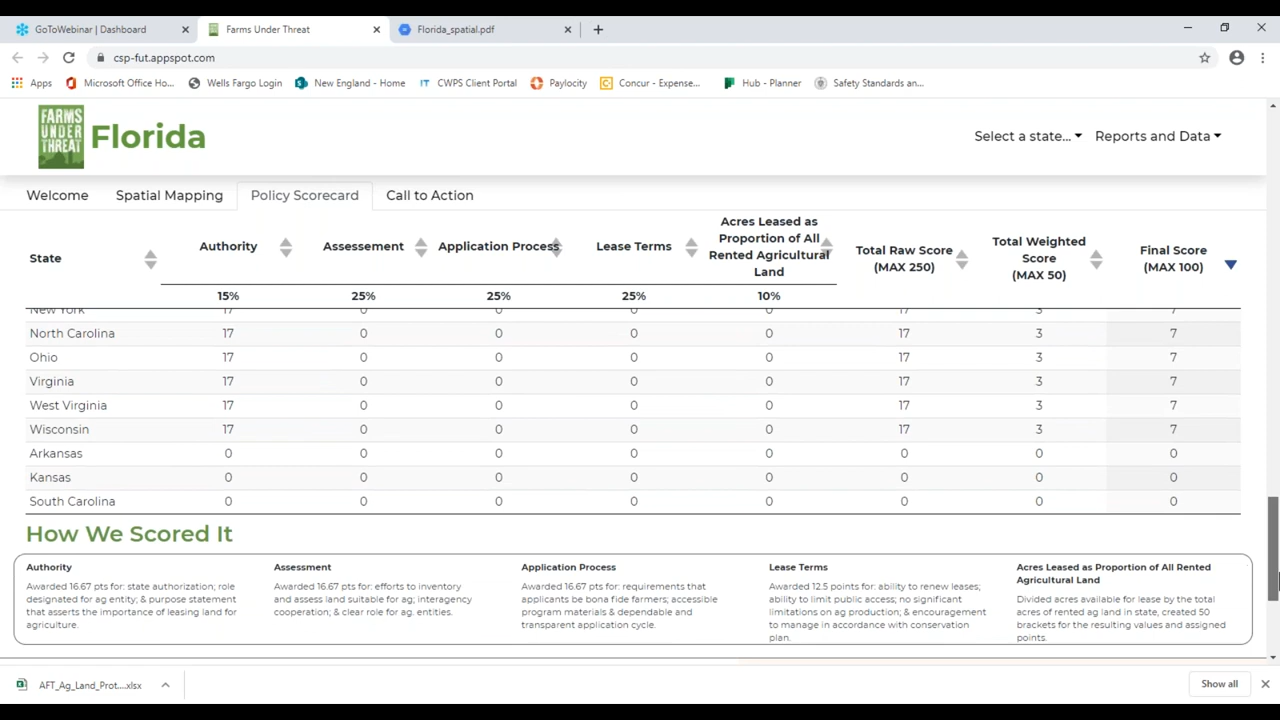 GoToWebinar | Dashboard
Farms Under Threat
Florida_spatial.pdf
csp-fut.appspot.com
Apps
Microsoft Office Ho...
Wells Fargo Login
New England - Home
IT CWPS Client Portal
Paylocity
Concur - Expense...
Hub - Planner
Safety Standards an...
FARMS UNDER THREAT
Florida
Select a state...
Reports and Data
Welcome
Spatial Mapping
Policy Scorecard
Call to Action
State
Authority
Assessement
Application Process
Lease Terms
Acres Leased as
Proportion of All
Rented Agricultural
Land
Total Raw Score
(MAX 250)
Total Weighted
Score
(MAX 50)
Final Score
(MAX 100)
15% 25% 25% 25% 10%
New York 17 0 0 0 0 17 3 7
North Carolina 17 0 0 0 0 17 3 7
Ohio 17 0 0 0 0 17 3 7
Virginia 17 0 0 0 0 17 3 7
West Virginia 17 0 0 0 0 17 3 7
Wisconsin 17 0 0 0 0 17 3 7
Arkansas 0 0 0 0 0 0 0 0
Kansas 0 0 0 0 0 0 0 0
South Carolina 0 0 0 0 0 0 0 0
How We Scored It
Authority
Awarded 16.67 pts for: state authorization; role
designated for ag entity; & purpose statement
that asserts the importance of leasing land for
agriculture.
Assessment
Awarded 16.67 pts for: efforts to inventory
and assess land suitable for ag; interagency
cooperation; & clear role for ag. entities.
Application Process
Awarded 16.67 pts for: requirements that
applicants be bona fide farmers; accessible
program materials & dependable and
transparent application cycle.
Lease Terms
Awarded 12.5 points for: ability to renew leases;
ability to limit public access; no significant
limitations on ag production; & encouragement
to manage in accordance with conservation
plan.
Acres Leased as Proportion of All Rented
Agricultural Land
Divided acres available for lease by the total
acres of rented ag land in state, created 50
brackets for the resulting values and assigned
points.
AFT_Ag_Land_Prot....xlsx
Show all